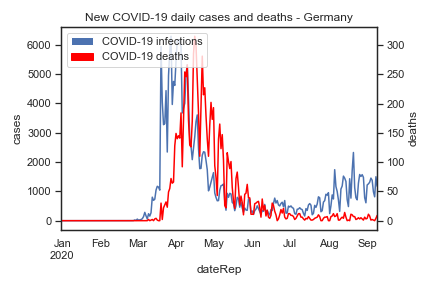 New COVID-19 daily cases and deaths - Germany
COVID-19 infections
COVID-19 deaths
6000
5000
4000
3000
2000
1000
0
cases
300
250
200
150
100
50
0
deaths
Jan Feb Mar Apr May Jun Jul Aug Sep
2020
dateRep